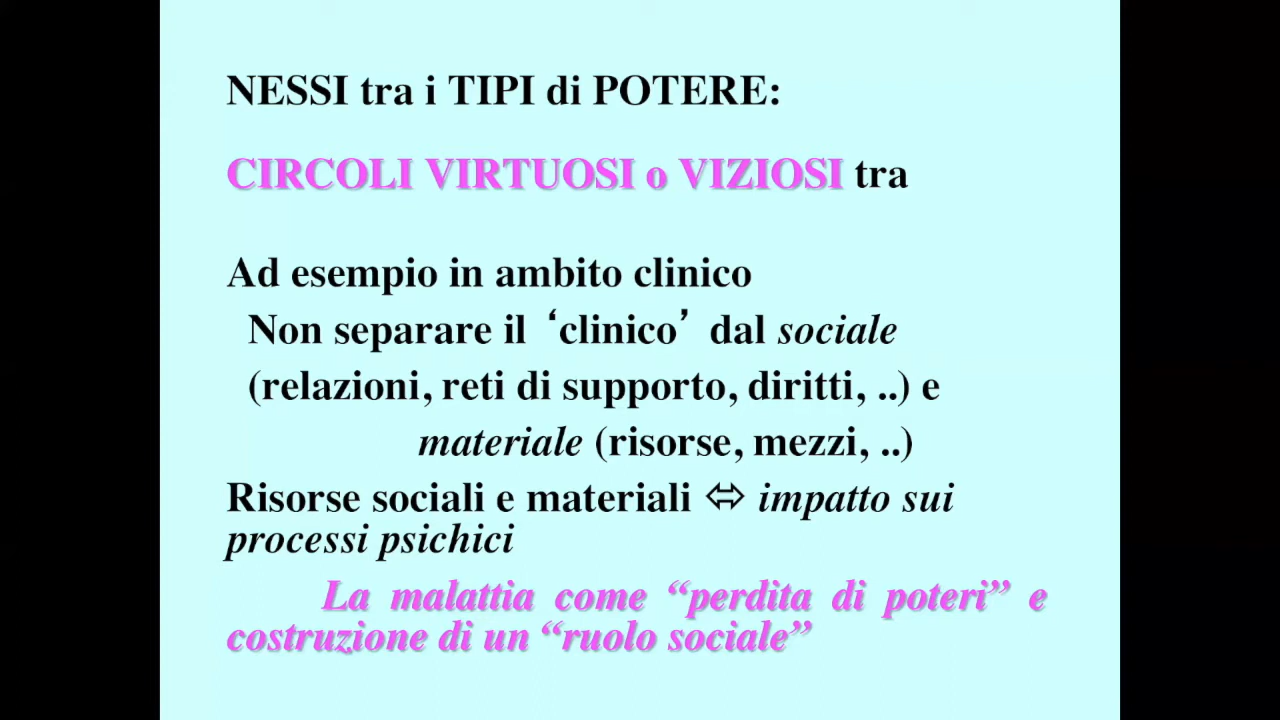 NESSI tra i TIPI di POTERE:
CIRCOLI VIRTUOSI o VIZIOSI tra
Ad esempio in ambito clinico
Non separare il ‘clinico’ dal sociale
(relazioni, reti di supporto, diritti, ..) e
materiale (risorse, mezzi, ..)
Risorse sociali e materiali ⬄ impatto sui
processi psichici
La malattia come “perdita di poteri” e
costruzione di un “ruolo sociale”